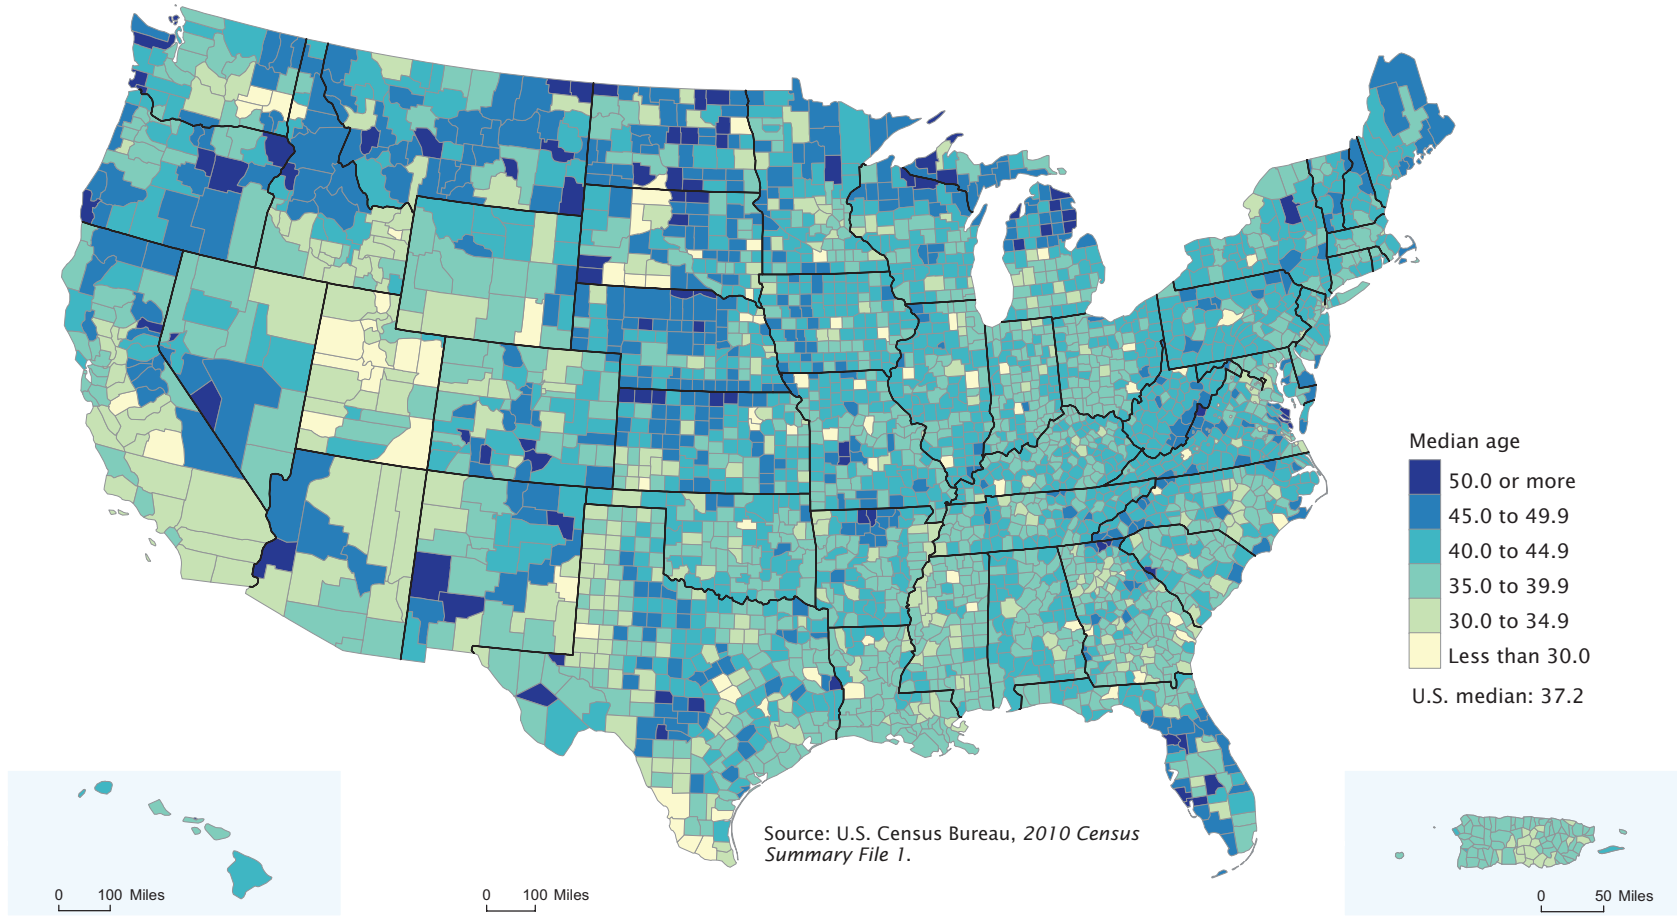 Median age
50.0 or more
45.0 to 49.9
40.0 to 44.9
35.0 to 39.9
30.0 to 34.9
Less than 30.0
U.S. median: 37.2
Source: U.S. Census Bureau, 2010 Census
Summary File 1.
0 100 Miles
0 100 Miles
0 50 Miles